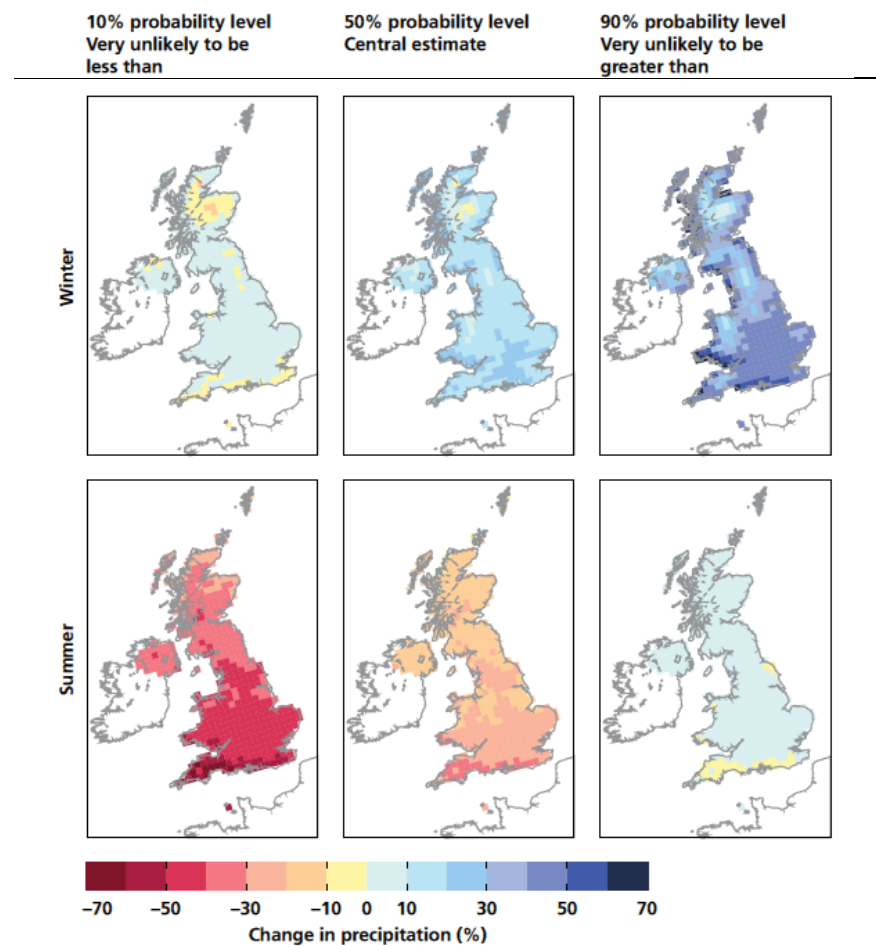 10% probability level
Very unlikely to be
less than
50% probability level
Central estimate
90% probability level
Very unlikely to be
greater than
Winter
Summer
–70 –50 –30 –10 0 10 30 50 70
Change in precipitation (%)